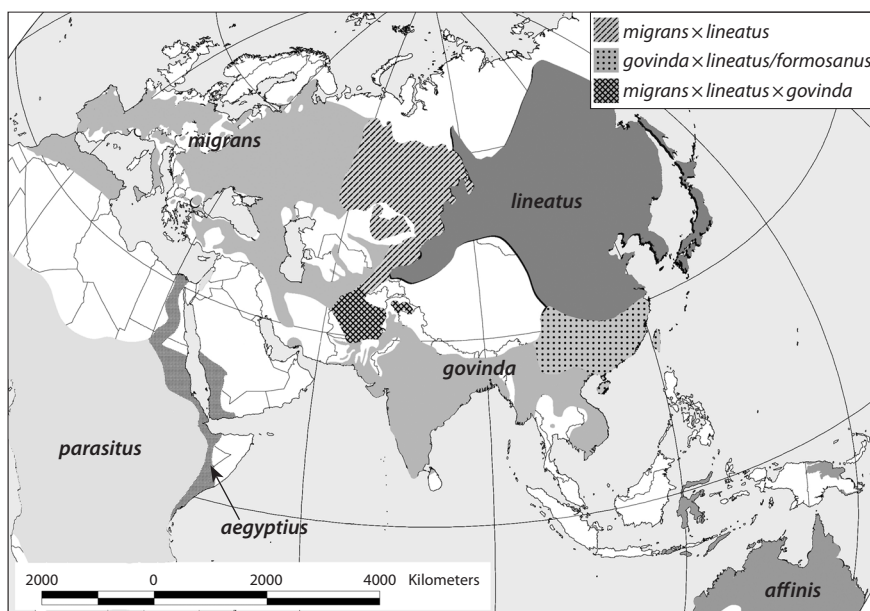 migrans × lineatus
govinda × lineatus/formosanus
migrans × lineatus × govinda
migrans
lineatus
govinda
parasitus
aegyptius
affinis
2000 0 2000 4000 Kilometers